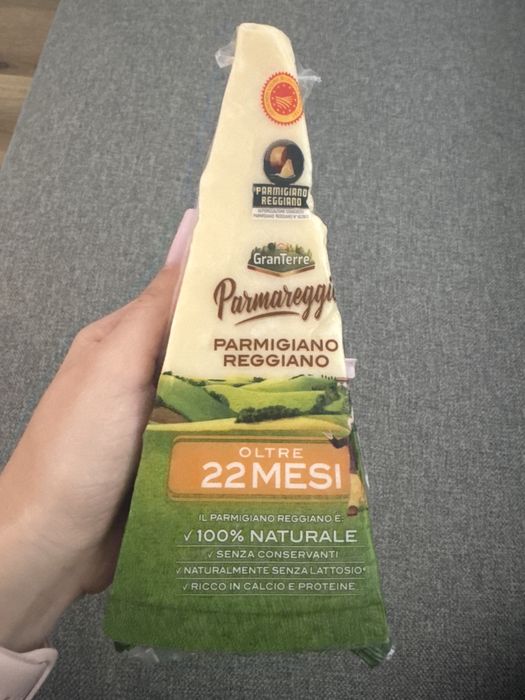 PARMIGIANO
REGGIANO
GranTerre
Parmareggi
PARMIGIANO
REGGIANO
OLTRE
22 MESI
IL PARMIGIANO REGGIANO È:
✓ 100% NATURALE
✓ SENZA CONSERVANTI
✓ NATURALMENTE SENZA LATTOSIO*
✓ RICCO IN CALCIO E PROTEINE